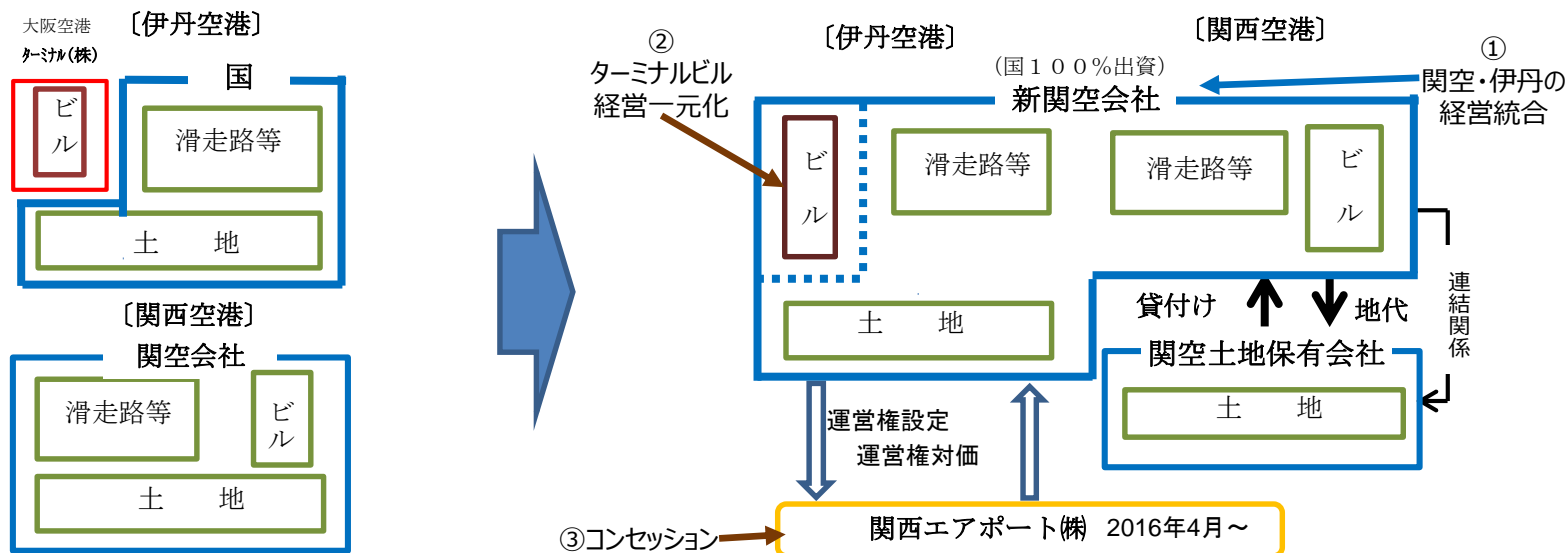 大阪空港
ﾀｰﾐﾅﾙ(株)
〔伊丹空港〕
国
ビル
滑走路等
土 地
〔関西空港〕
関空会社
滑走路等
ビル
土 地
②
ターミナルビル
経営一元化
〔伊丹空港〕
〔関西空港〕
(国100%出資)
新関空会社
①
関空・伊丹の
経営統合
ビル
滑走路等
滑走路等
ビル
土 地
貸付け
地代
連結関係
関空土地保有会社
土 地
運営権設定
運営権対価
③コンセッション
関西エアポート㈱ 2016年4月~